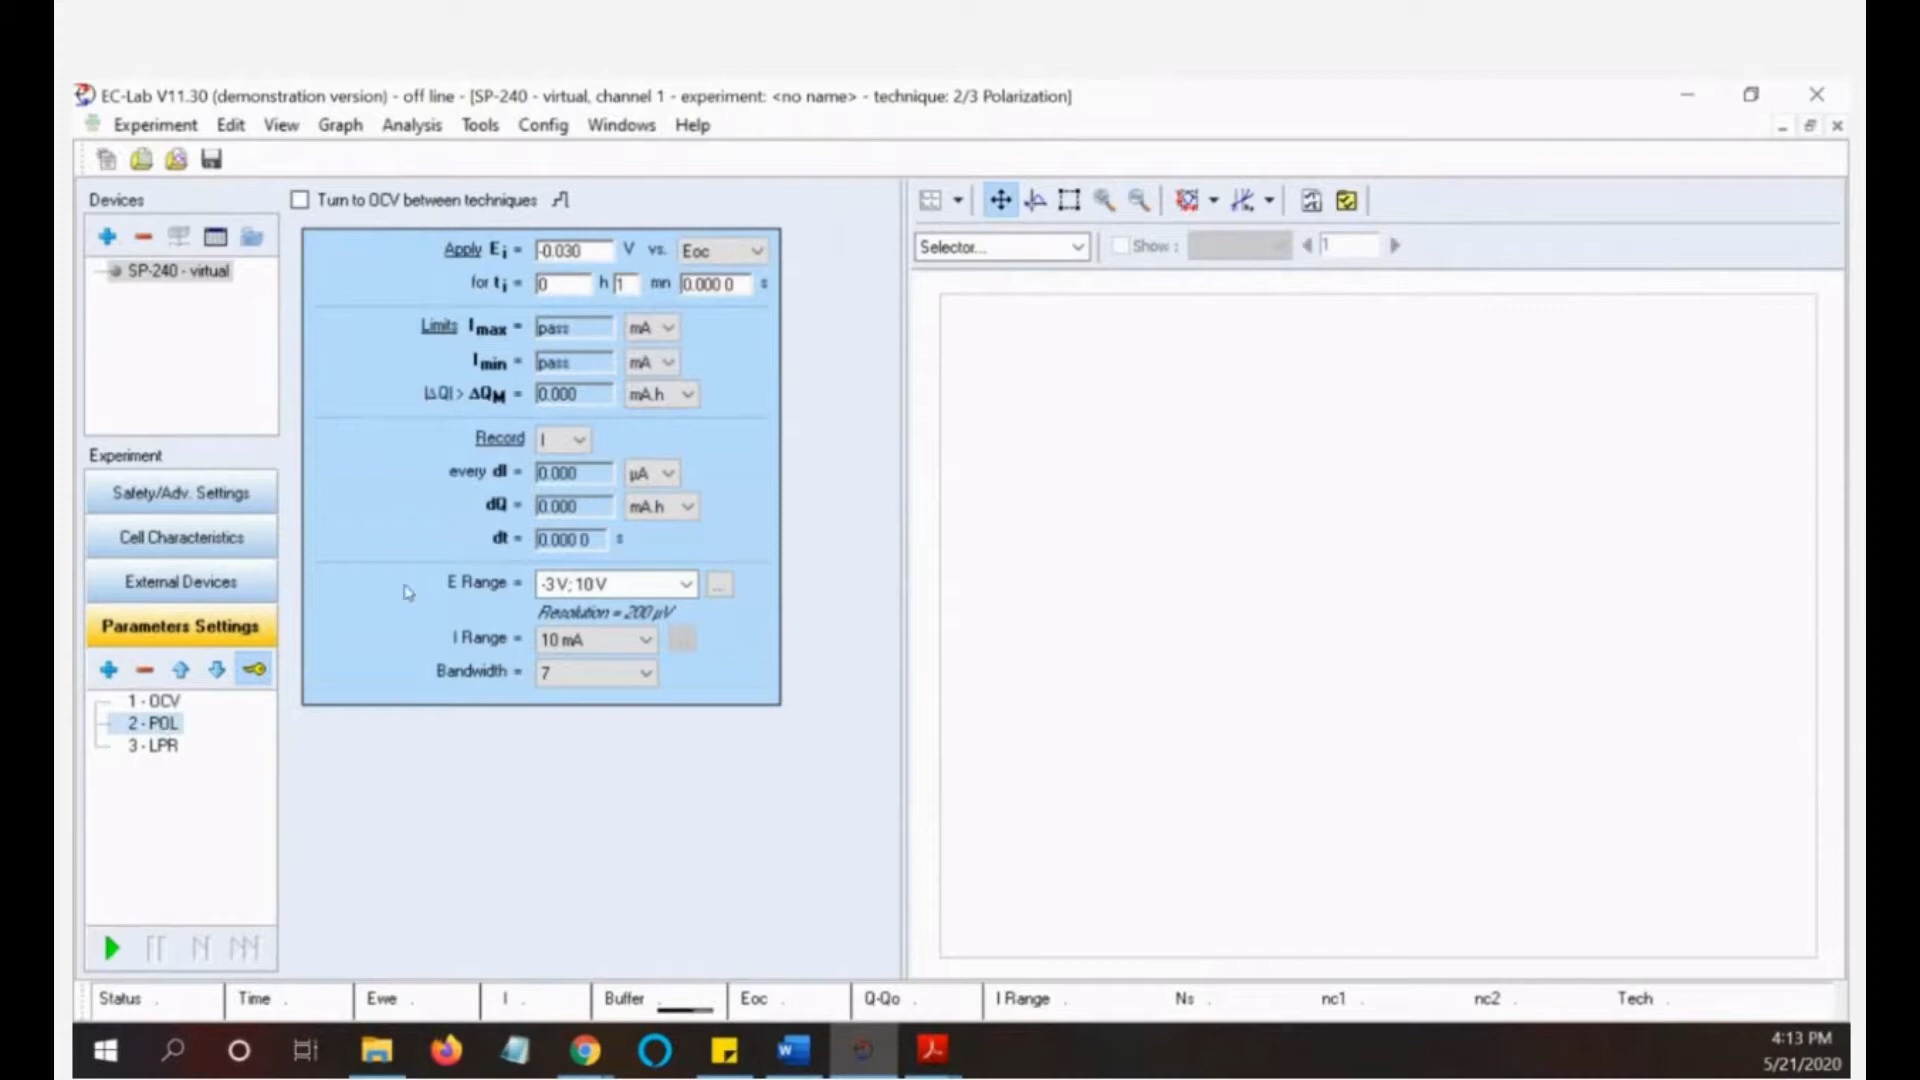 EC-Lab V11.30 (demonstration version) - off line - [SP-240 - virtual, channel 1 - experiment: <no name> - technique: 2/3 Polarization]
Experiment Edit View Graph Analysis Tools Config Windows Help
Devices
SP-240 - virtual
Experiment
Safety/Adv. Settings
Cell Characteristics
External Devices
Parameters Settings
1 - OCV
2 - POL
3 - LPR
Turn to OCV between techniques
Apply Ei = -0.030 V vs. Eoc
for ti = 0 h 1 mn 0.000 0 s
Limits Imax = pass mA
Imin = pass mA
|ΔQ| > ΔQM = 0.000 mA.h
Record I
every dI = 0.000 µA
dQ = 0.000 mA.h
dt = 0.000 0 s
E Range = -3 V; 10 V ...
Resolution = 200 µV
I Range = 10 mA
Bandwidth = 7
Selector... Show : 1
Status Time Ewe I Buffer Eoc Q-Qo I Range Ns nc1 nc2 Tech
4:13 PM
5/21/2020